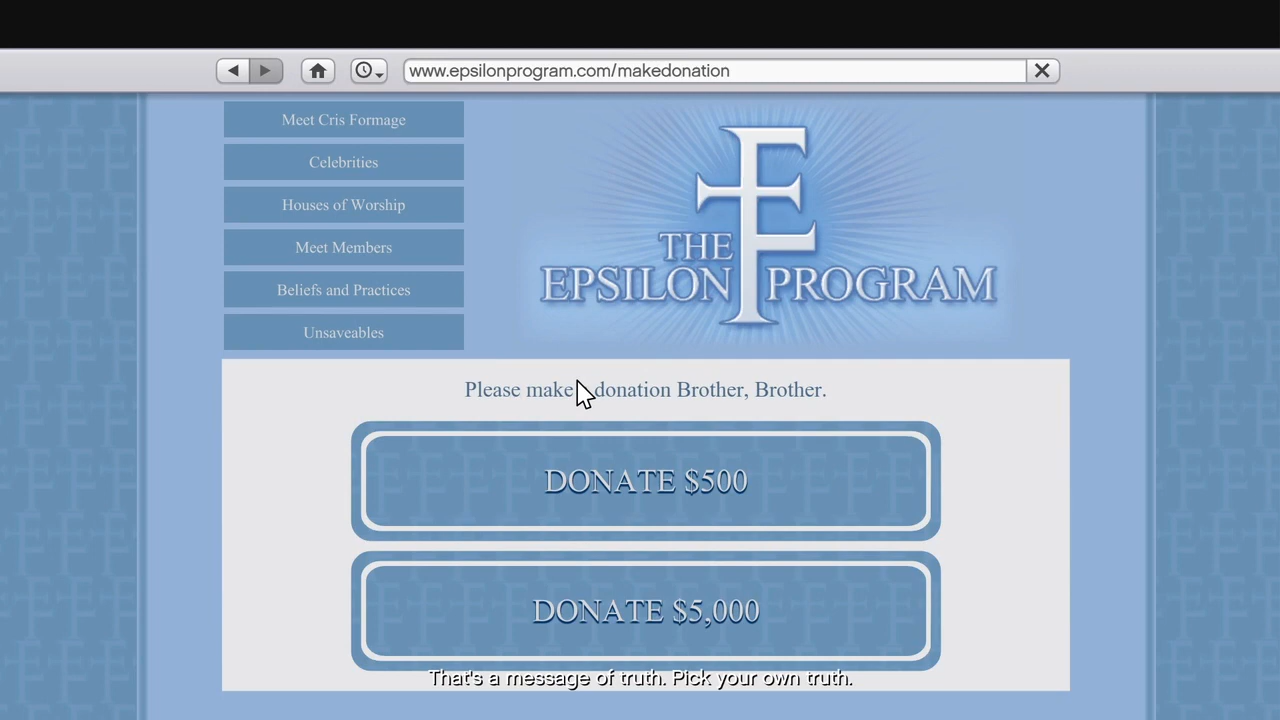 www.epsilonprogram.com/makedonation
Meet Cris Formage
Celebrities
Houses of Worship
Meet Members
Beliefs and Practices
Unsaveables
THE
EPSILON PROGRAM
Please make donation Brother, Brother.
DONATE $500
DONATE $5,000
That's a message of truth. Pick your own truth.